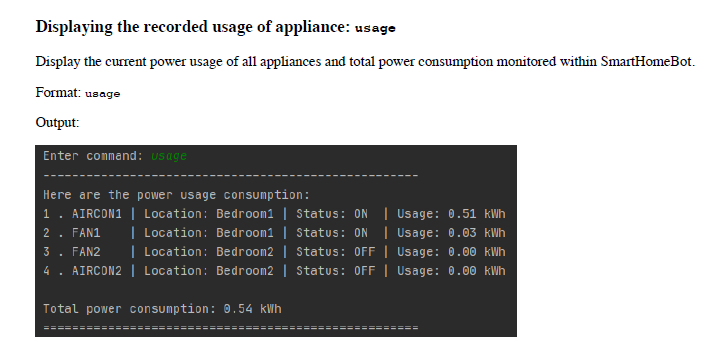 Displaying the recorded usage of appliance: usage
Display the current power usage of all appliances and total power consumption monitored within SmartHomeBot.
Format: usage
Output:
Enter command: usage
----------------------------------------------------
Here are the power usage consumption:
1 . AIRCON1 | Location: Bedroom1 | Status: ON  | Usage: 0.51 kWh
2 . FAN1    | Location: Bedroom1 | Status: ON  | Usage: 0.03 kWh
3 . FAN2    | Location: Bedroom2 | Status: OFF | Usage: 0.00 kWh
4 . AIRCON2 | Location: Bedroom2 | Status: OFF | Usage: 0.00 kWh
Total power consumption: 0.54 kWh
====================================================